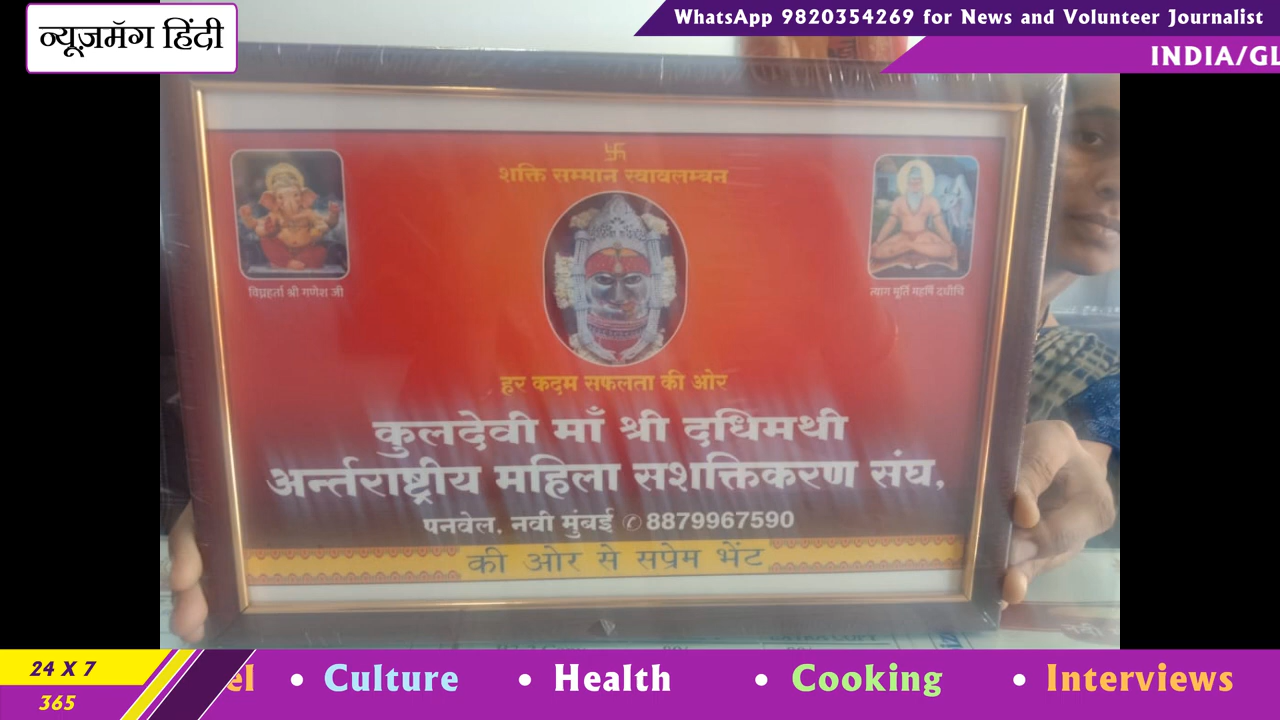 न्यूज़मॅग हिंदी
WhatsApp 9820354269 for News and Volunteer Journalist
INDIA/GL
शक्ति सम्मान स्वावलम्बन
विघ्नहर्ता श्री गणेश जी
त्याग मूर्ति महर्षि दधीचि
हर कदम सफलता की ओर
कुलदेवी माँ श्री दधिमथी
अर्न्तराष्ट्रीय महिला सशक्तिकरण संघ,
पनवेल, नवी मुंबई ✆ 8879967590
की ओर से सप्रेम भेंट
24 X 7
365
el • Culture • Health • Cooking • Interviews